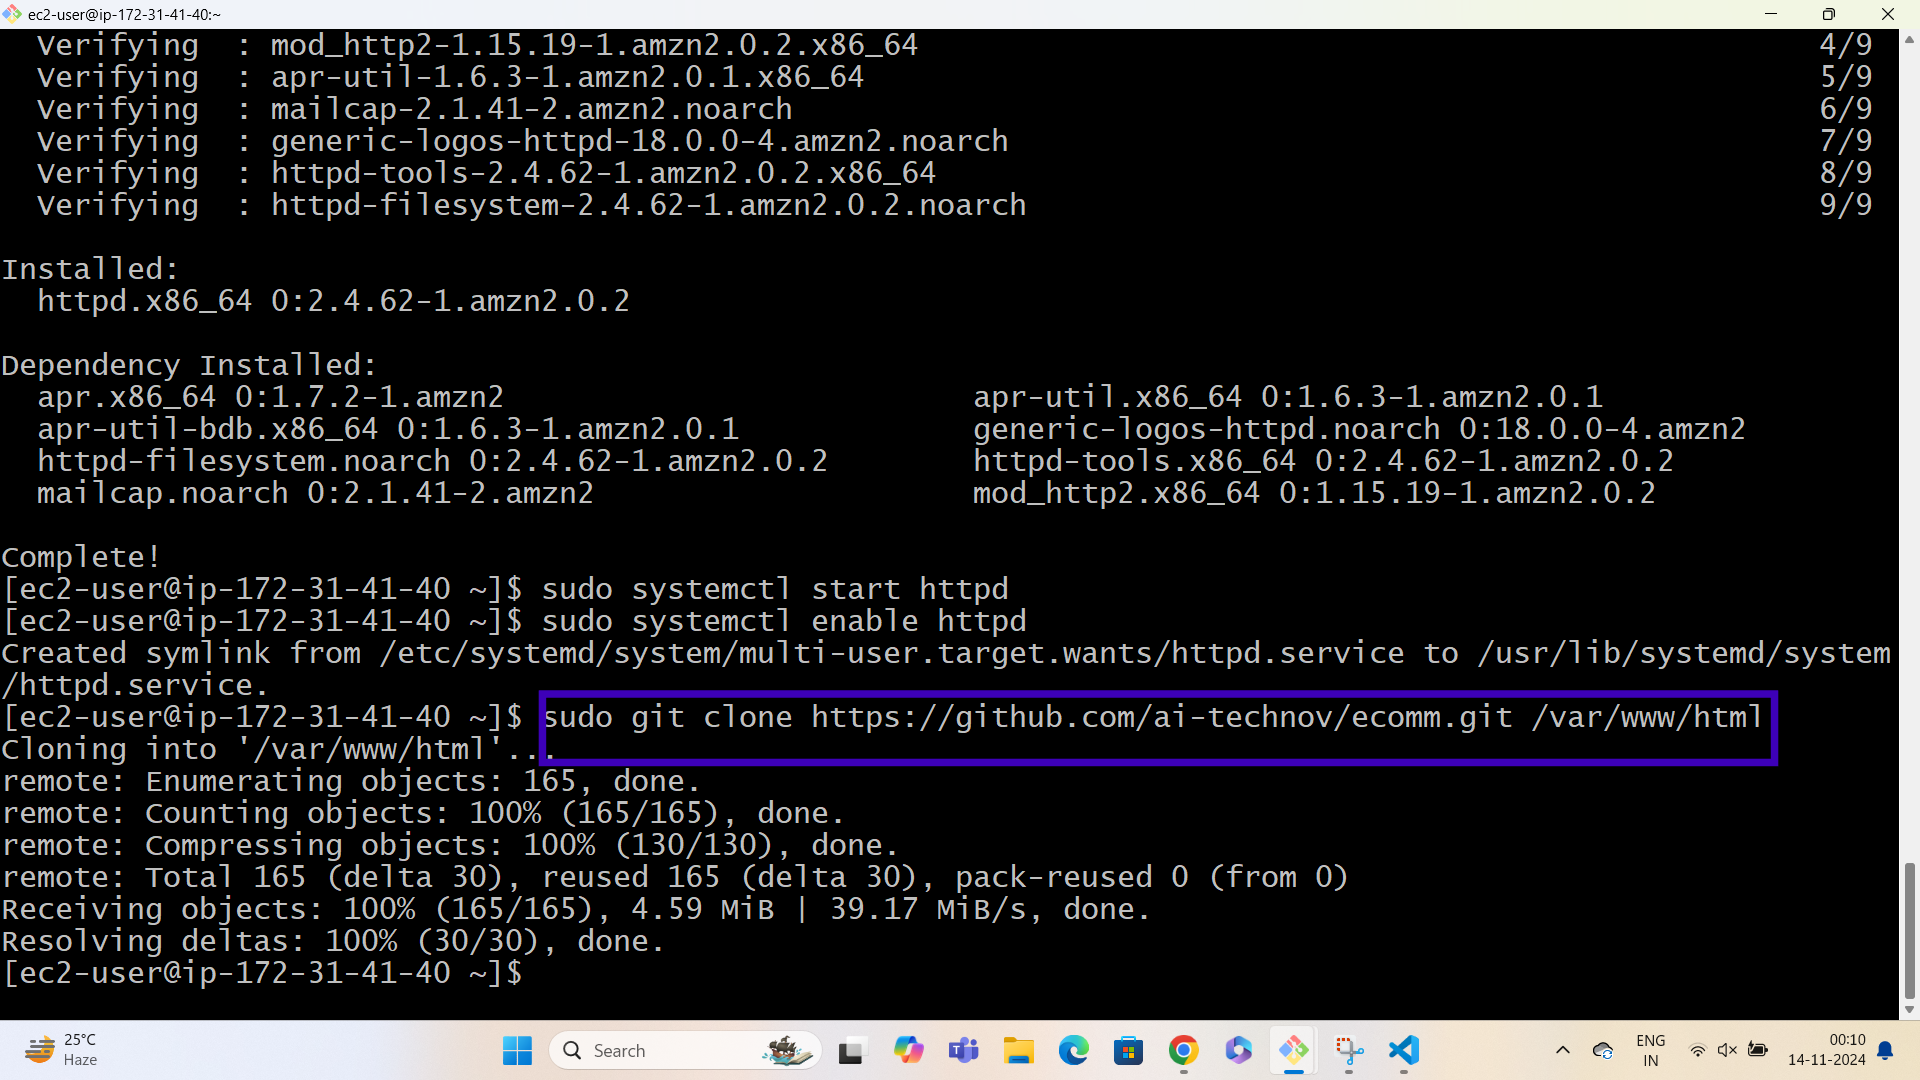 ec2-user@ip-172-31-41-40:~
Verifying  : mod_http2-1.15.19-1.amzn2.0.2.x86_64 4/9
Verifying  : apr-util-1.6.3-1.amzn2.0.1.x86_64 5/9
Verifying  : mailcap-2.1.41-2.amzn2.noarch 6/9
Verifying  : generic-logos-httpd-18.0.0-4.amzn2.noarch 7/9
Verifying  : httpd-tools-2.4.62-1.amzn2.0.2.x86_64 8/9
Verifying  : httpd-filesystem-2.4.62-1.amzn2.0.2.noarch 9/9
Installed:
httpd.x86_64 0:2.4.62-1.amzn2.0.2
Dependency Installed:
apr.x86_64 0:1.7.2-1.amzn2 apr-util.x86_64 0:1.6.3-1.amzn2.0.1
apr-util-bdb.x86_64 0:1.6.3-1.amzn2.0.1 generic-logos-httpd.noarch 0:18.0.0-4.amzn2
httpd-filesystem.noarch 0:2.4.62-1.amzn2.0.2 httpd-tools.x86_64 0:2.4.62-1.amzn2.0.2
mailcap.noarch 0:2.1.41-2.amzn2 mod_http2.x86_64 0:1.15.19-1.amzn2.0.2
Complete!
[ec2-user@ip-172-31-41-40 ~]$ sudo systemctl start httpd
[ec2-user@ip-172-31-41-40 ~]$ sudo systemctl enable httpd
Created symlink from /etc/systemd/system/multi-user.target.wants/httpd.service to /usr/lib/systemd/system
/httpd.service.
[ec2-user@ip-172-31-41-40 ~]$ sudo git clone https://github.com/ai-technov/ecomm.git /var/www/html
Cloning into '/var/www/html'...
remote: Enumerating objects: 165, done.
remote: Counting objects: 100% (165/165), done.
remote: Compressing objects: 100% (130/130), done.
remote: Total 165 (delta 30), reused 165 (delta 30), pack-reused 0 (from 0)
Receiving objects: 100% (165/165), 4.59 MiB | 39.17 MiB/s, done.
Resolving deltas: 100% (30/30), done.
[ec2-user@ip-172-31-41-40 ~]$
25°C
Haze
Search
ENG
IN
00:10
14-11-2024